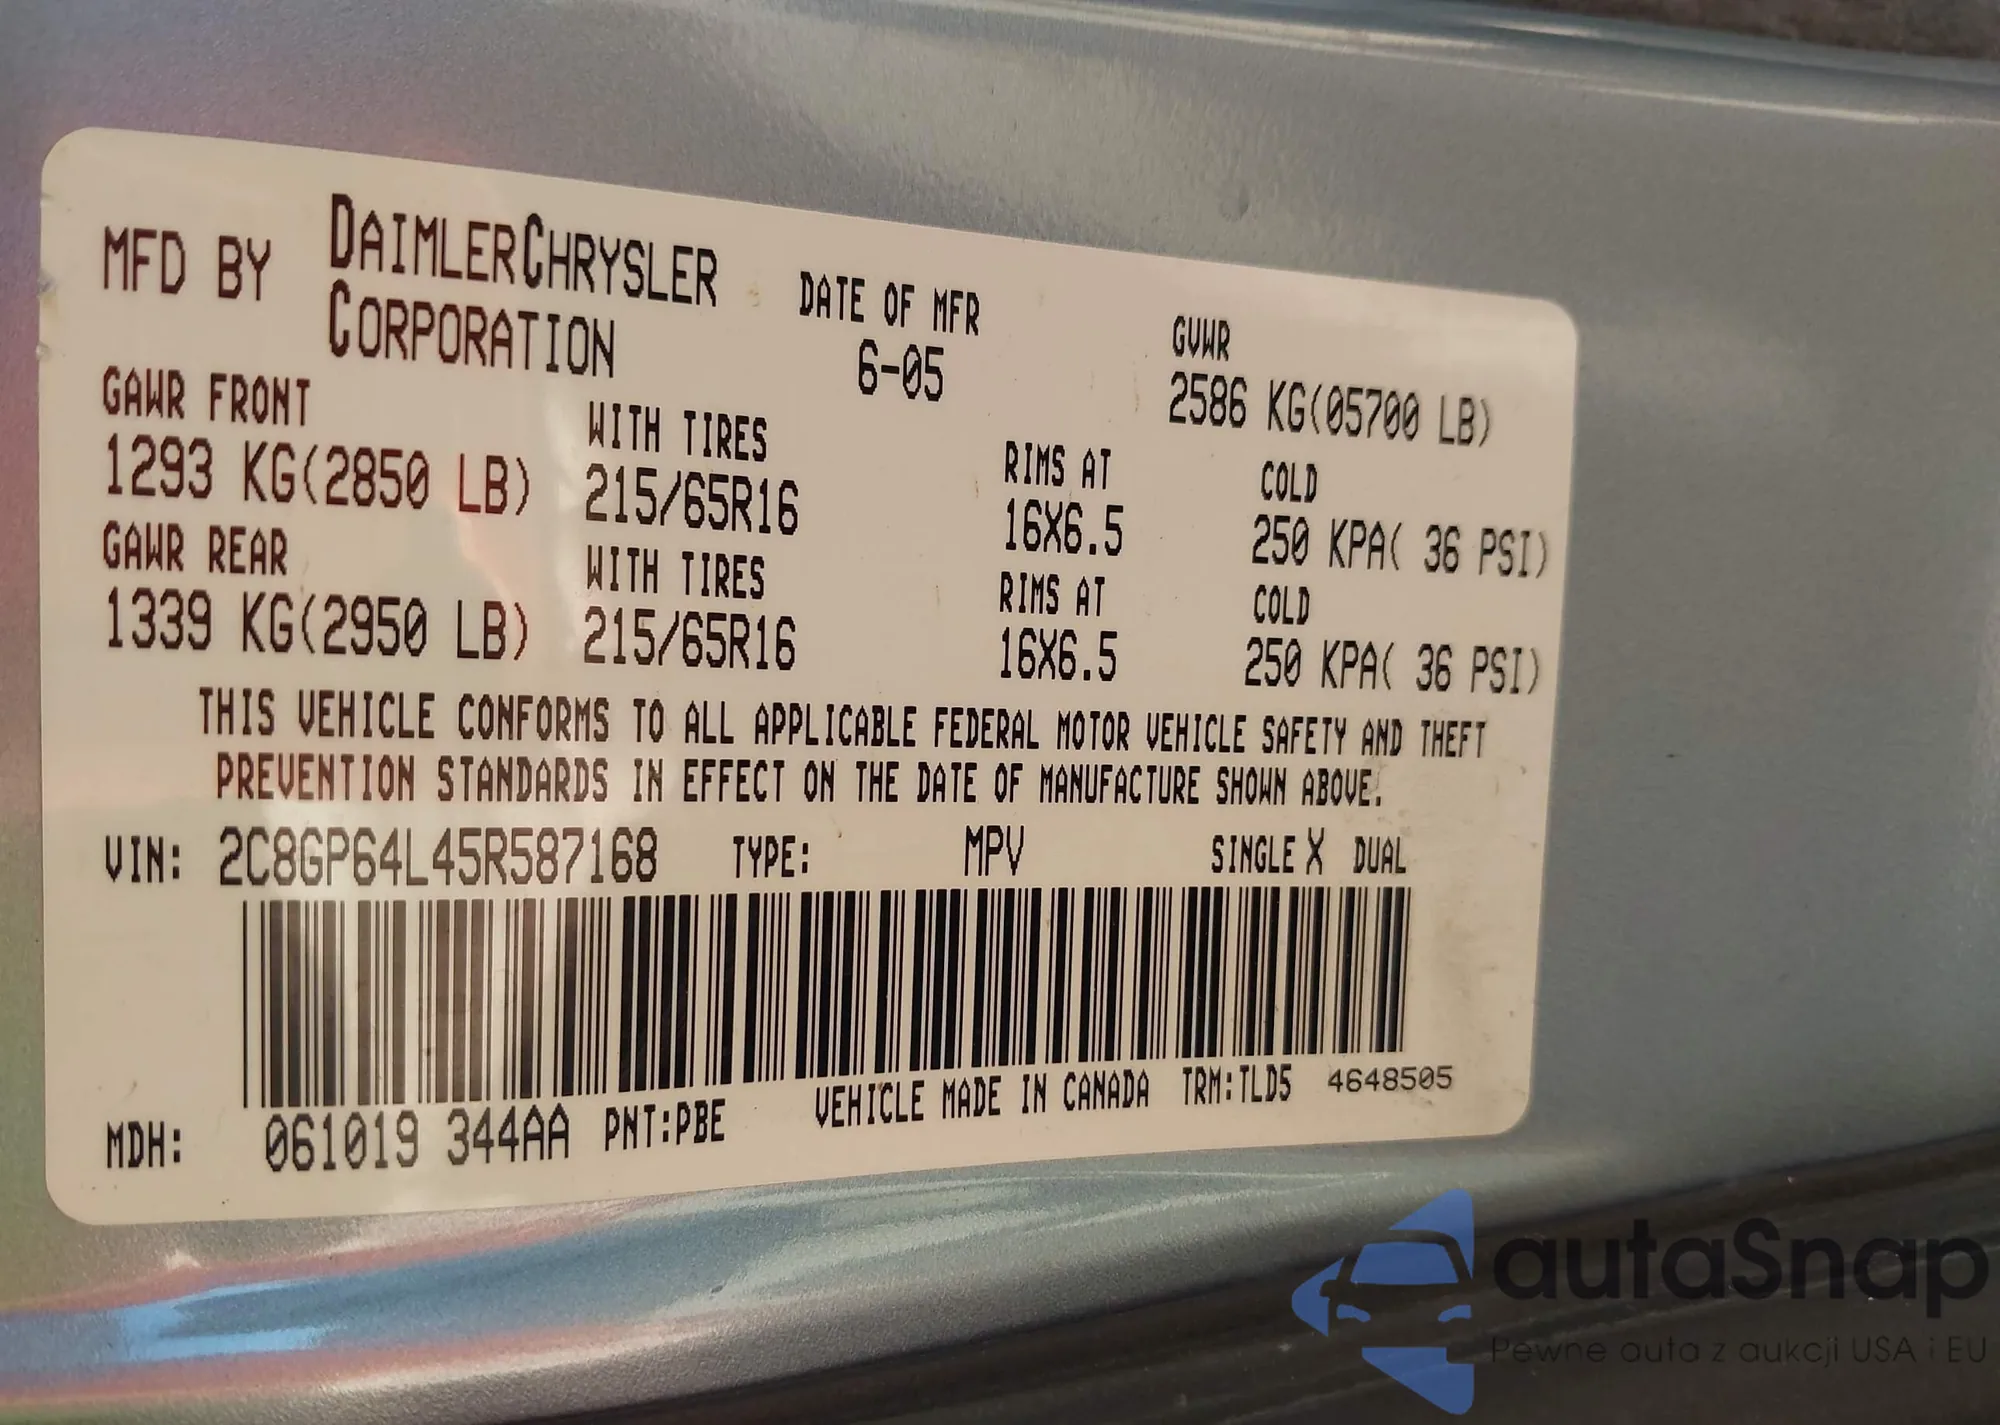 MFD BY DAIMLERCHRYSLER CORPORATION
DATE OF MFR 6-05
GVWR 2586 KG(05700 LB)
GAWR FRONT WITH TIRES RIMS AT COLD
1293 KG(2850 LB) 215/65R16 16X6.5 250 KPA( 36 PSI)
GAWR REAR WITH TIRES RIMS AT COLD
1339 KG(2950 LB) 215/65R16 16X6.5 250 KPA( 36 PSI)
THIS VEHICLE CONFORMS TO ALL APPLICABLE FEDERAL MOTOR VEHICLE SAFETY AND THEFT
PREVENTION STANDARDS IN EFFECT ON THE DATE OF MANUFACTURE SHOWN ABOVE.
VIN: 2C8GP64L45R587168 TYPE: MPV SINGLE X DUAL
MDH: 061019 344AA PNT:PBE VEHICLE MADE IN CANADA TRM:TLD5 4648505
autaSnap
Pewne auta z aukcji USA i EU